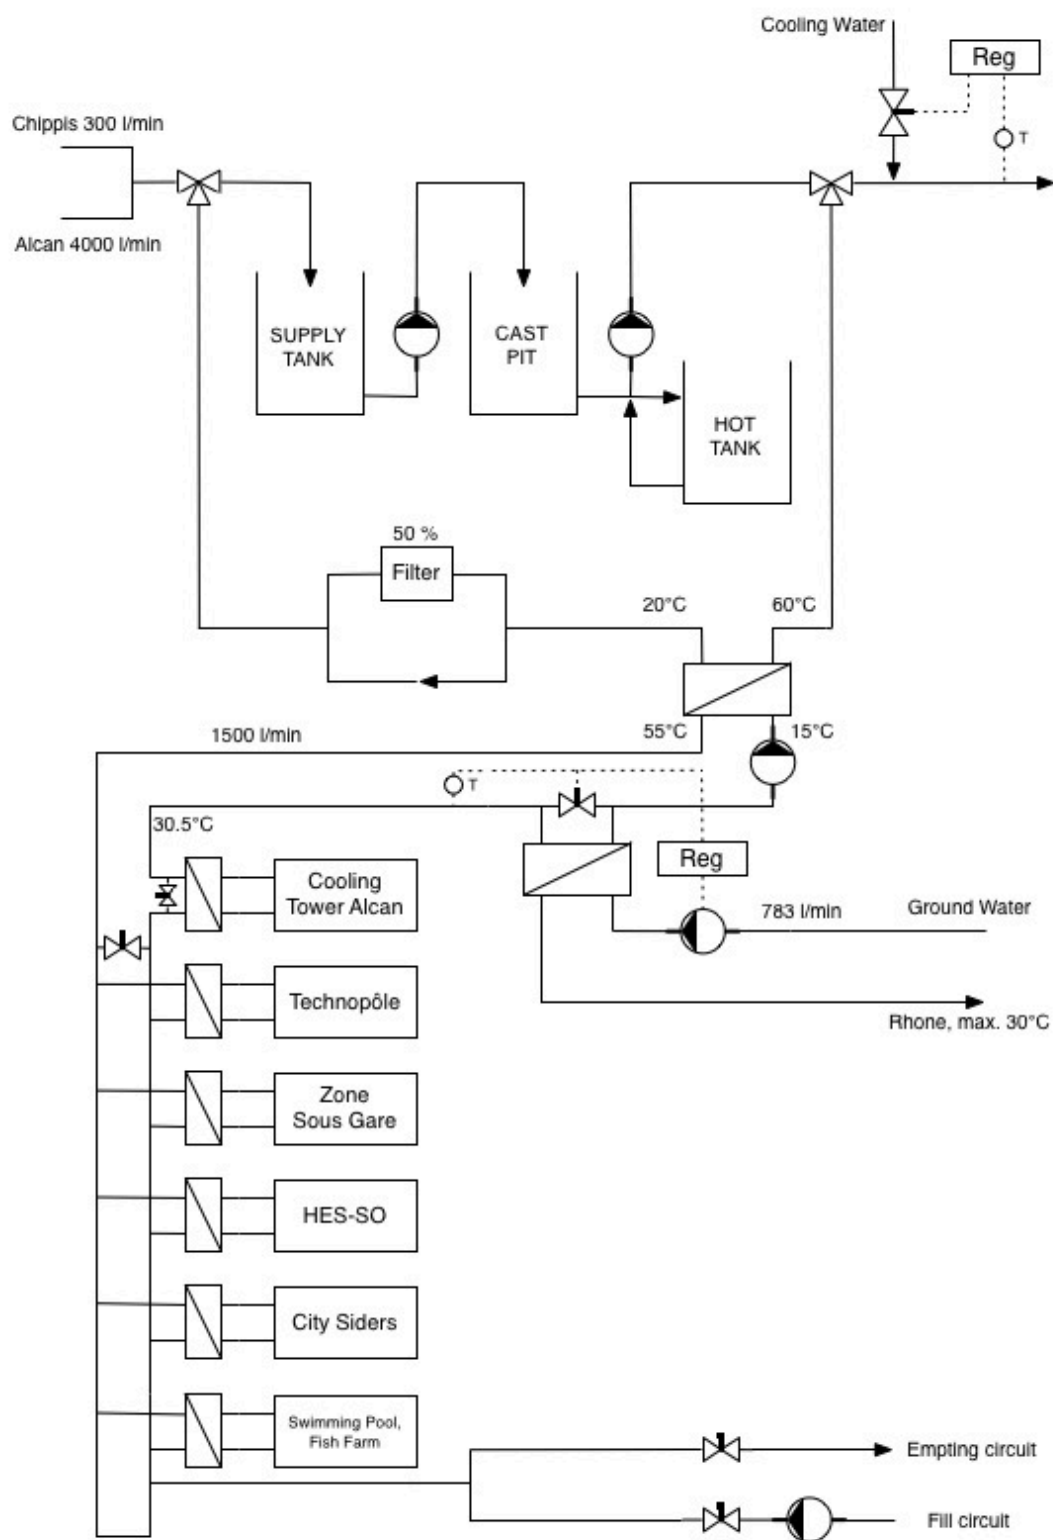 Cooling Water
Reg
Chippis 300 l/min
T
Alcan 4000 l/min
SUPPLY
TANK
CAST
PIT
HOT
TANK
50 %
Filter
20°C
60°C
1500 l/min
55°C
15°C
T
30.5°C
Reg
Cooling
Tower Alcan
783 l/min
Ground Water
Technopôle
Rhone, max. 30°C
Zone
Sous Gare
HES-SO
City Siders
Swimming Pool,
Fish Farm
Empting circuit
Fill circuit